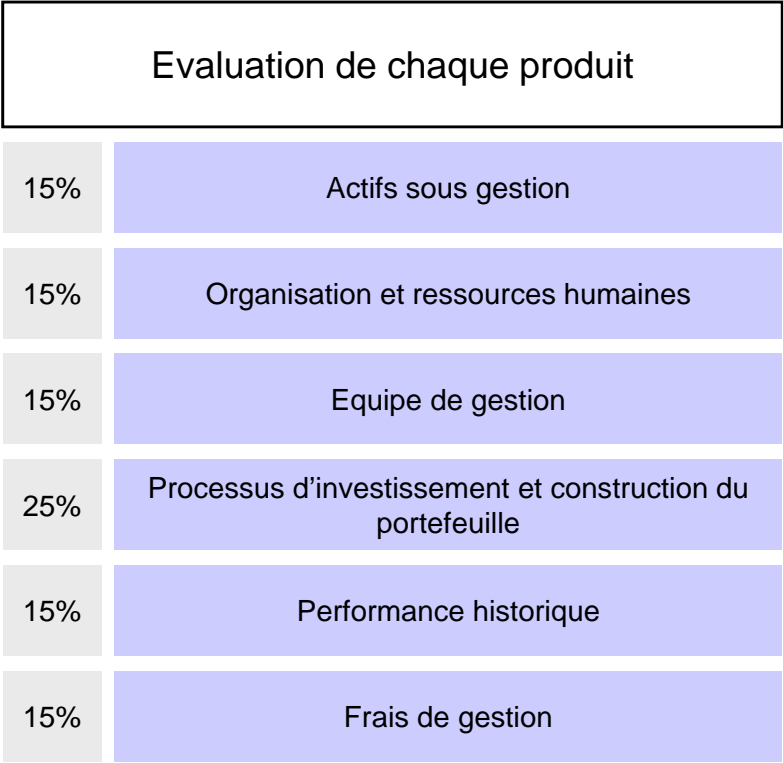 Evaluation de chaque produit
15%
Actifs sous gestion
15%
Organisation et ressources humaines
15%
Equipe de gestion
25%
Processus d’investissement et construction du
portefeuille
15%
Performance historique
15%
Frais de gestion